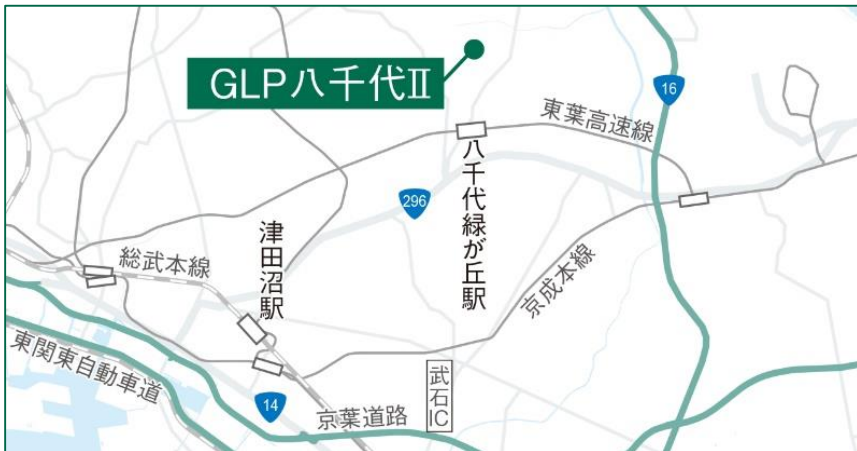 GLP八千代Ⅱ
16
東葉高速線
八千代緑が丘駅
296
津田沼駅
総武本線
京成本線
東関東自動車道
武石IC
14
京葉道路